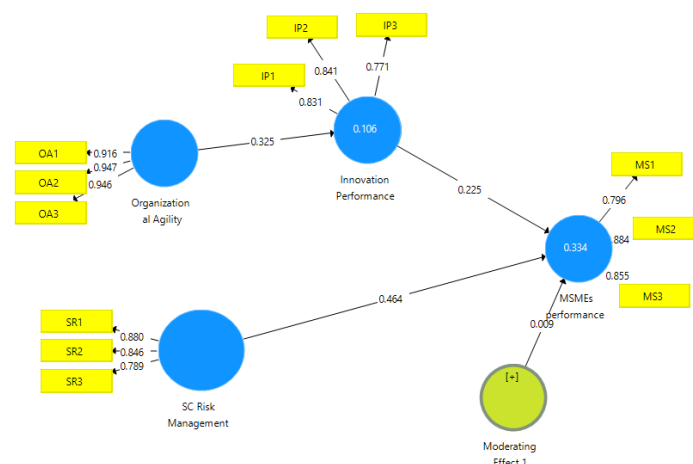 IP2
IP3
IP1
0.841
0.771
0.831
OA1
0.916
OA2
0.947
OA3
0.946
0.325
0.106
Innovation
Performance
Organization
al Agility
0.225
MS1
0.796
MS2
.884
0.334
0.855
MS3
MSMEs
performance
0.464
0.009
SR1
0.880
SR2
0.846
SR3
0.789
SC Risk
Management
[+]
Moderating
Effect 1